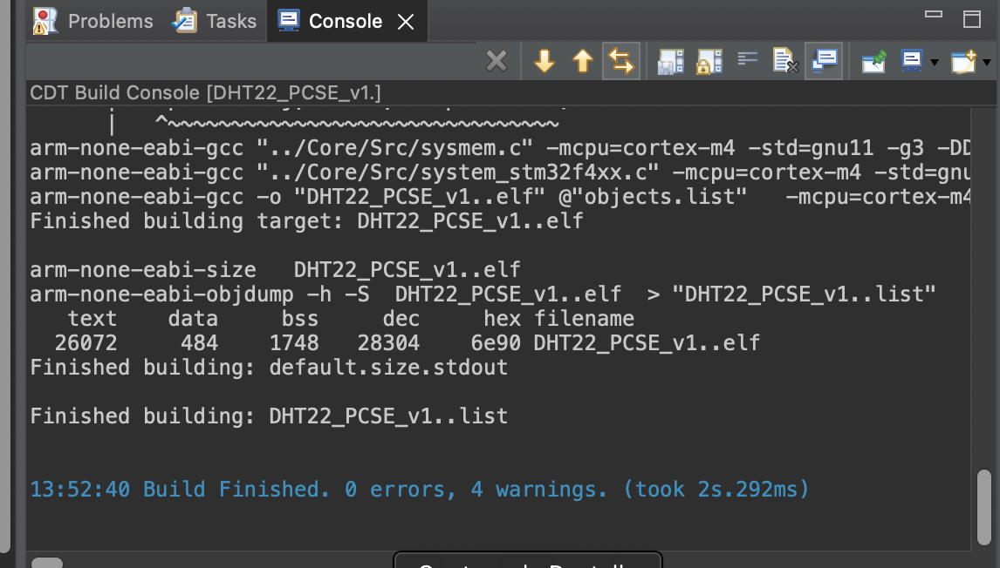 Problems Tasks Console
CDT Build Console [DHT22_PCSE_v1.]
| ^~~~~~~~~~~~~~~~~~~~~~~~~~~~~~~~
arm-none-eabi-gcc "../Core/Src/sysmem.c" -mcpu=cortex-m4 -std=gnu11 -g3 -DD
arm-none-eabi-gcc "../Core/Src/system_stm32f4xx.c" -mcpu=cortex-m4 -std=gnu
arm-none-eabi-gcc -o "DHT22_PCSE_v1..elf" @"objects.list"   -mcpu=cortex-m4
Finished building target: DHT22_PCSE_v1..elf
arm-none-eabi-size   DHT22_PCSE_v1..elf
arm-none-eabi-objdump -h -S  DHT22_PCSE_v1..elf  > "DHT22_PCSE_v1..list"
text    data     bss     dec     hex filename
26072     484    1748   28304    6e90 DHT22_PCSE_v1..elf
Finished building: default.size.stdout
Finished building: DHT22_PCSE_v1..list
13:52:40 Build Finished. 0 errors, 4 warnings. (took 2s.292ms)